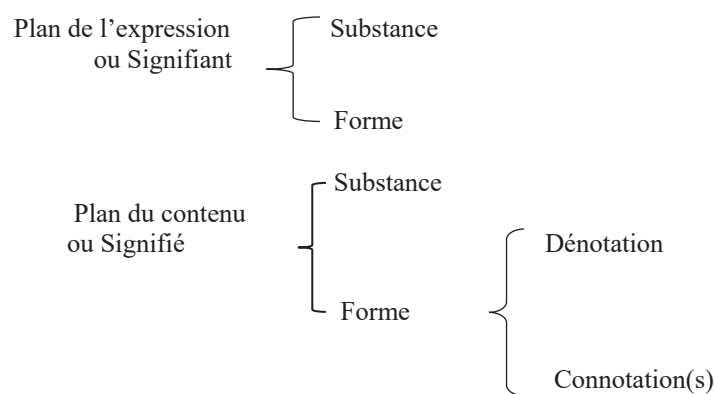 Plan de l’expression
ou Signifiant
Substance
Forme
Plan du contenu
ou Signifié
Substance
Forme
Dénotation
Connotation(s)